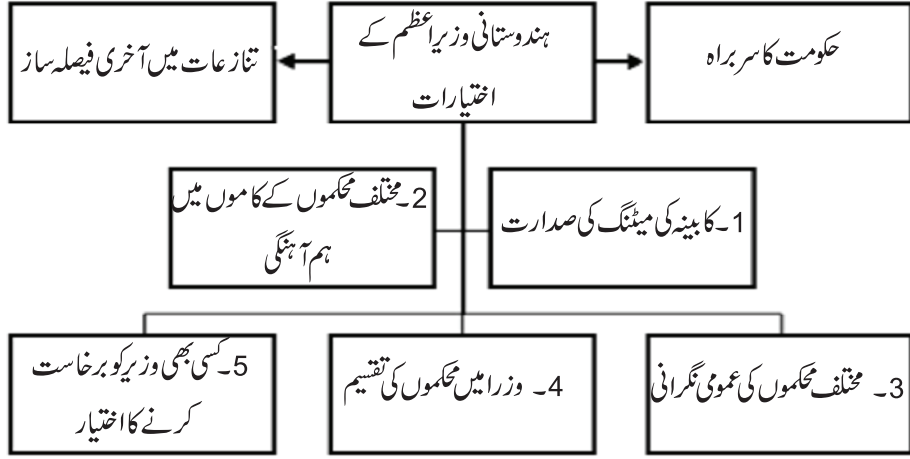 حکومت کا سربراہ
ہندوستانی وزیراعظم کے
اختیارات
تنازعات میں آخری فیصلہ ساز
1۔کابینہ کی میٹنگ کی صدارت
2۔مختلف محکموں کے کاموں میں
ہم آہنگی
3۔ مختلف محکموں کی عمومی نگرانی
4۔ وزرا میں محکموں کی تقسیم
5۔کسی بھی وزیر کو برخاست
کرنے کا اختیار